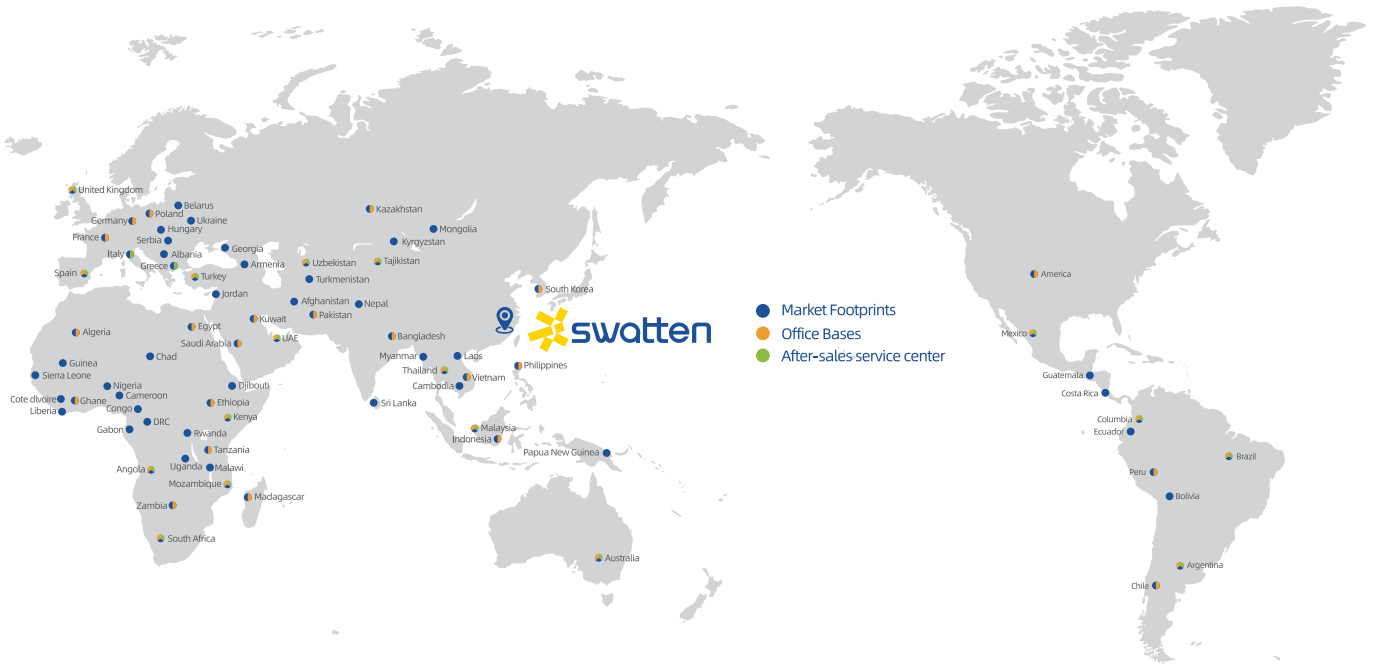 United Kingdom
Belarus
Poland
Germany
Ukraine
Hungary
France
Serbia
Italy
Albania
Georgia
Greece
Armenia
Spain
Turkey
Jordan
Kazakhstan
Mongolia
Kyrgyzstan
Uzbekistan
Tajikistan
Turkmenistan
South Korea
Afghanistan
Nepal
Pakistan
Kuwait
Egypt
Algeria
Saudi Arabia
UAE
Bangladesh
swatten
Market Footprints
Office Bases
After-sales service center
Chad
Guinea
Sierra Leone
Myanmar
Laos
Thailand
Philippines
Vietnam
Cambodia
Nigeria
Djibouti
Cameroon
Cote dlvoire
Ghane
Congo
Ethiopia
Liberia
Kenya
Sri Lanka
DRC
Gabon
Rwanda
Malaysia
Indonesia
Tanzania
Papua New Guinea
Uganda
Malawi
Angola
Mozambique
Madagascar
Zambia
South Africa
Australia
America
Mexico
Guatemala
Costa Rica
Columbia
Ecuador
Brazil
Peru
Bolivia
Argentina
Chile